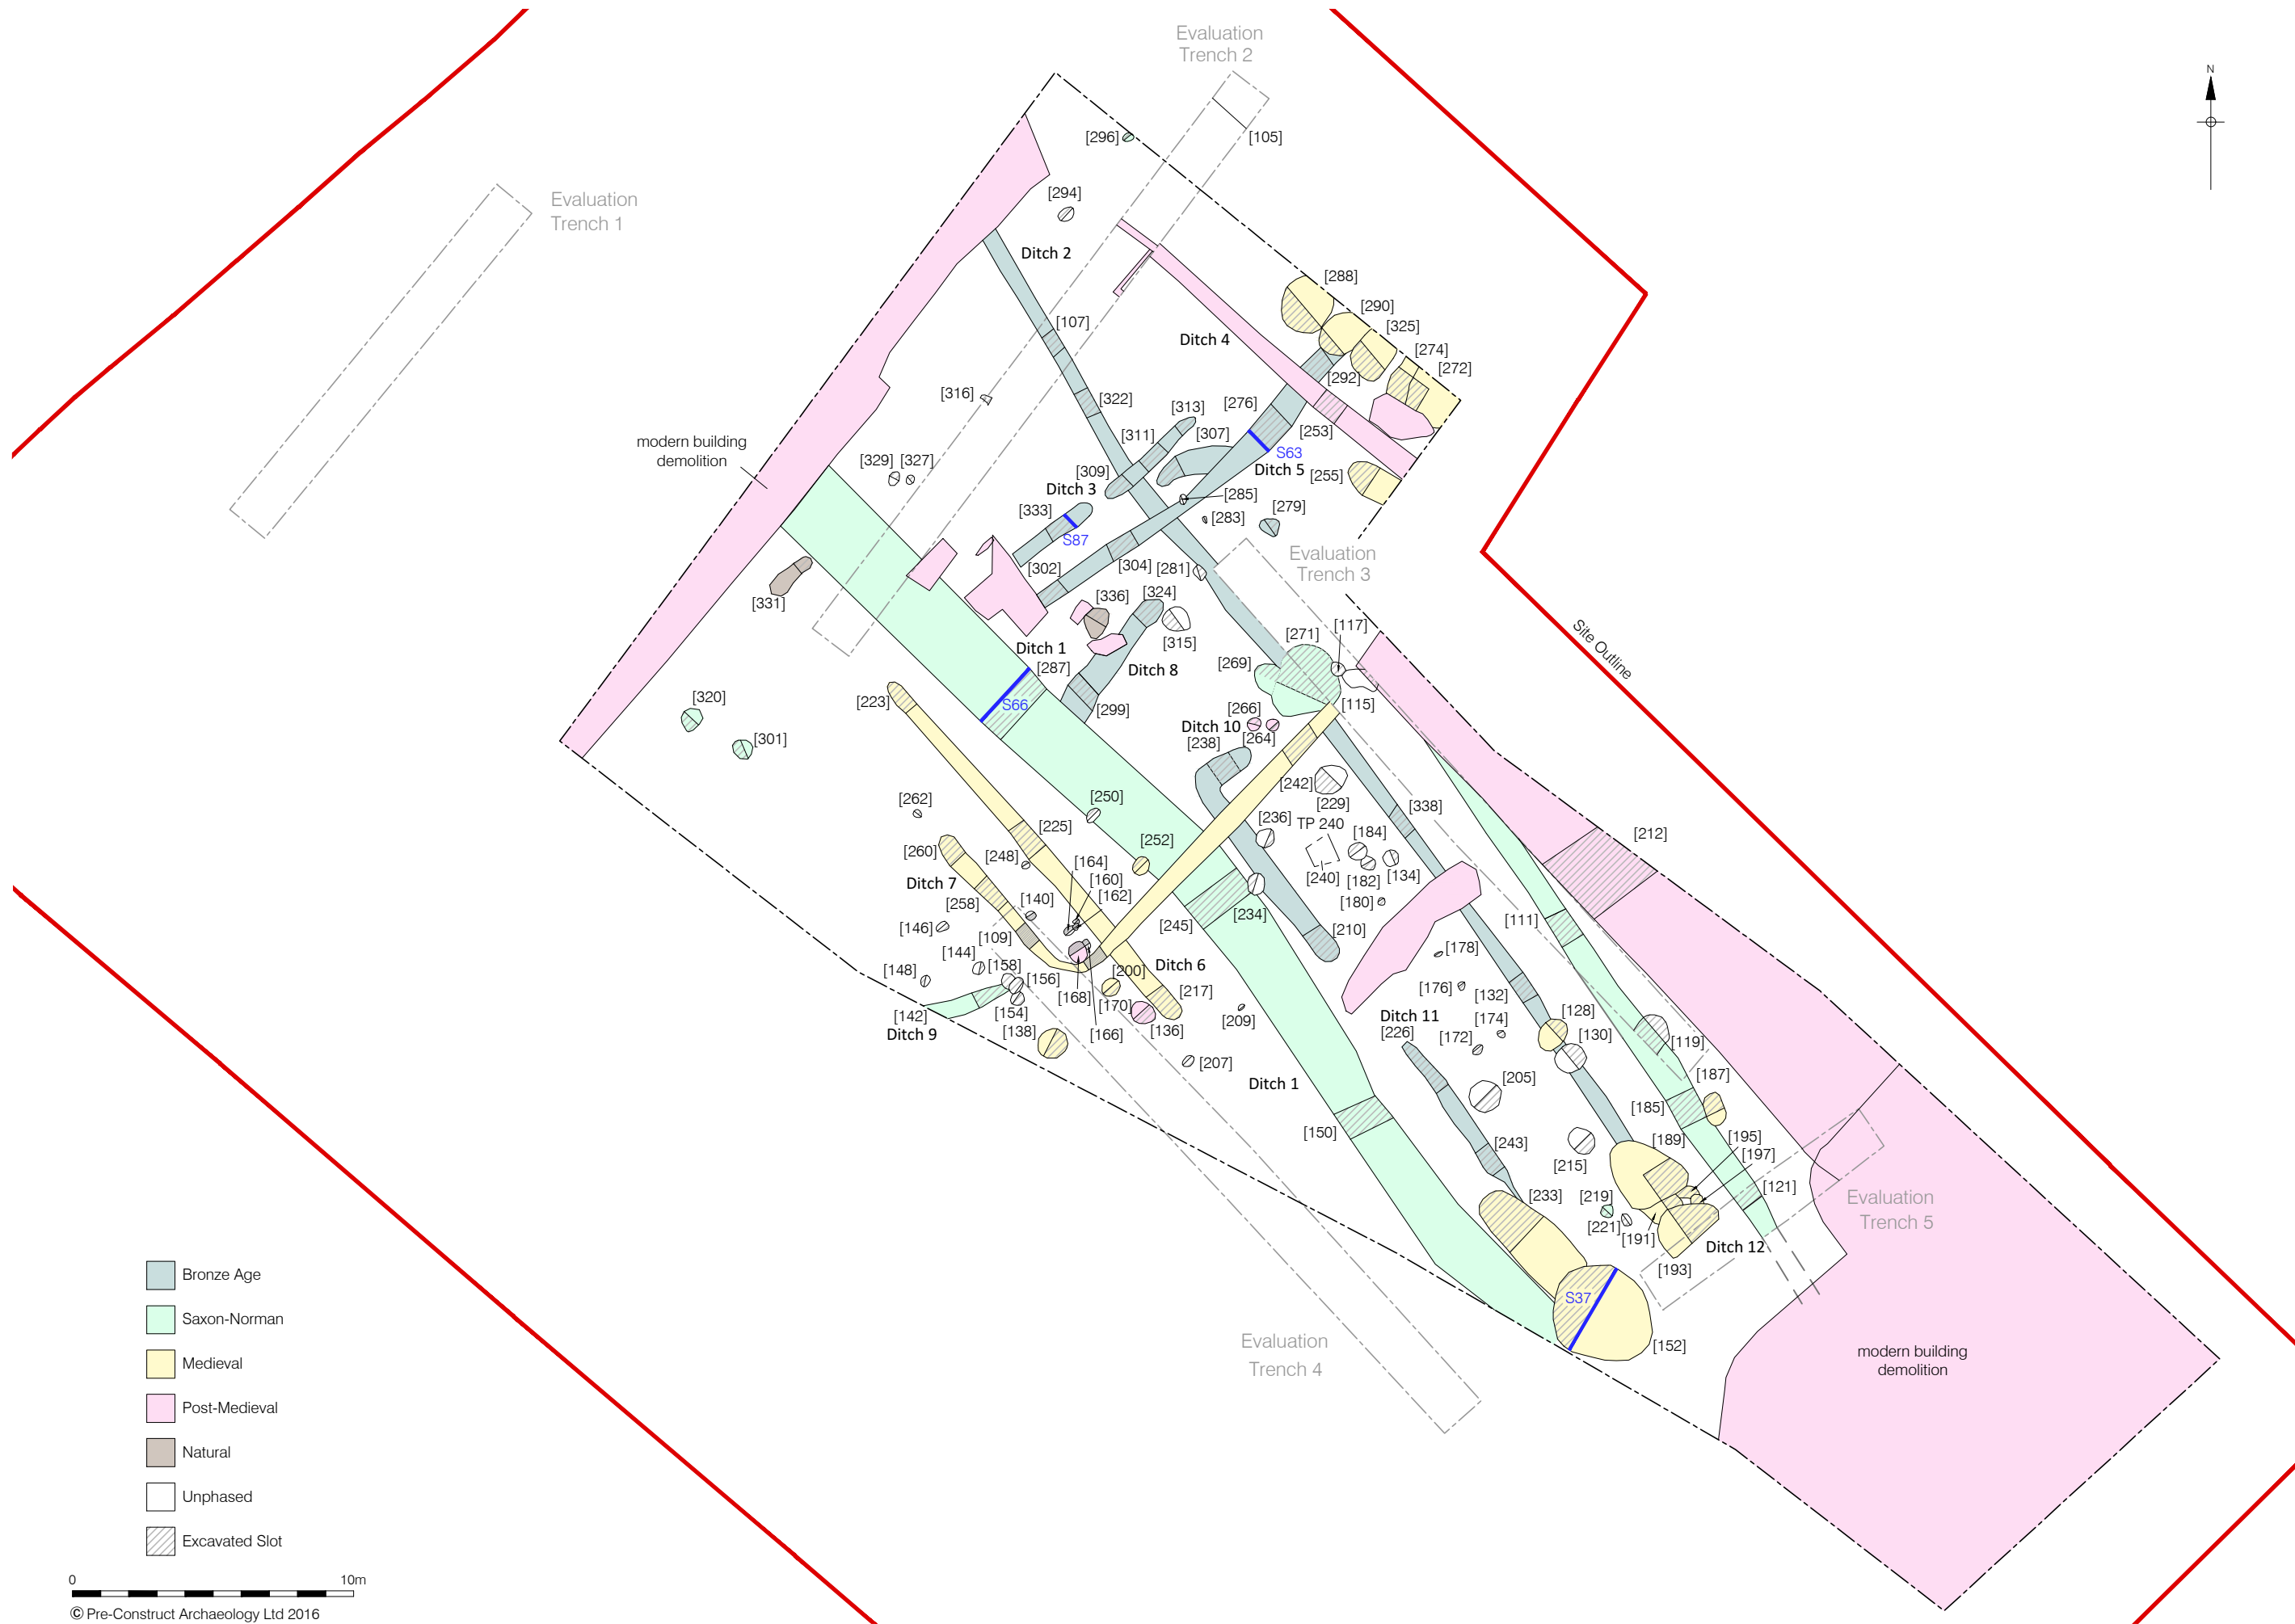 Evaluation
Trench 2
N
[296]
[105]
Evaluation
Trench 1
[294]
Ditch 2
[288]
[290]
[325]
[107]
Ditch 4
[274]
[272]
[292]
[316]
[322]
[313]
[276]
[311]
[307]
[253]
modern building
demolition
S63
[329] [327]
[309]
Ditch 5
[255]
Ditch 3
[285]
[333]
[283]
[279]
S87
Evaluation
Trench 3
[302]
[304]
[281]
[331]
[336]
[324]
[117]
[315]
[271]
Site Outline
Ditch 1
[287]
Ditch 8
[269]
[320]
[223]
S66
[299]
[266]
[115]
Ditch 10
[301]
[238]
[264]
[242]
[262]
[250]
[229]
[338]
[225]
[236]
TP 240
[184]
[212]
[260]
[248]
[164]
[252]
[160]
[240]
[182]
[134]
Ditch 7
[162]
[258]
[140]
[180]
[146]
[109]
[245]
[234]
[111]
[210]
[144]
[178]
[148]
[158]
[156]
[200]
Ditch 6
[168]
[170]
[217]
[176]
[132]
[142]
[154]
[209]
Ditch 11
[128]
Ditch 9
[138]
[166]
[136]
[226]
[174]
[130]
[172]
[119]
[207]
[187]
Ditch 1
[205]
[185]
[150]
[243]
[189]
[195]
[215]
[197]
[121]
Evaluation
Trench 5
[233]
[219]
[221]
[191]
Ditch 12
[193]
S37
[152]
Evaluation
Trench 4
modern building
demolition
Bronze Age
Saxon-Norman
Medieval
Post-Medieval
Natural
Unphased
Excavated Slot
0 10m
© Pre-Construct Archaeology Ltd 2016